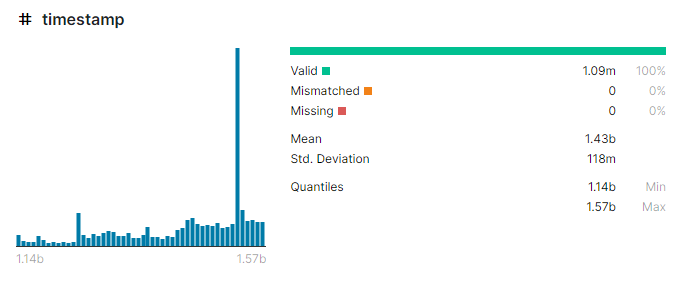 # timestamp
1.14b 1.57b
Valid 1.09m 100%
Mismatched 0 0%
Missing 0 0%
Mean 1.43b
Std. Deviation 118m
Quantiles 1.14b Min
1.57b Max